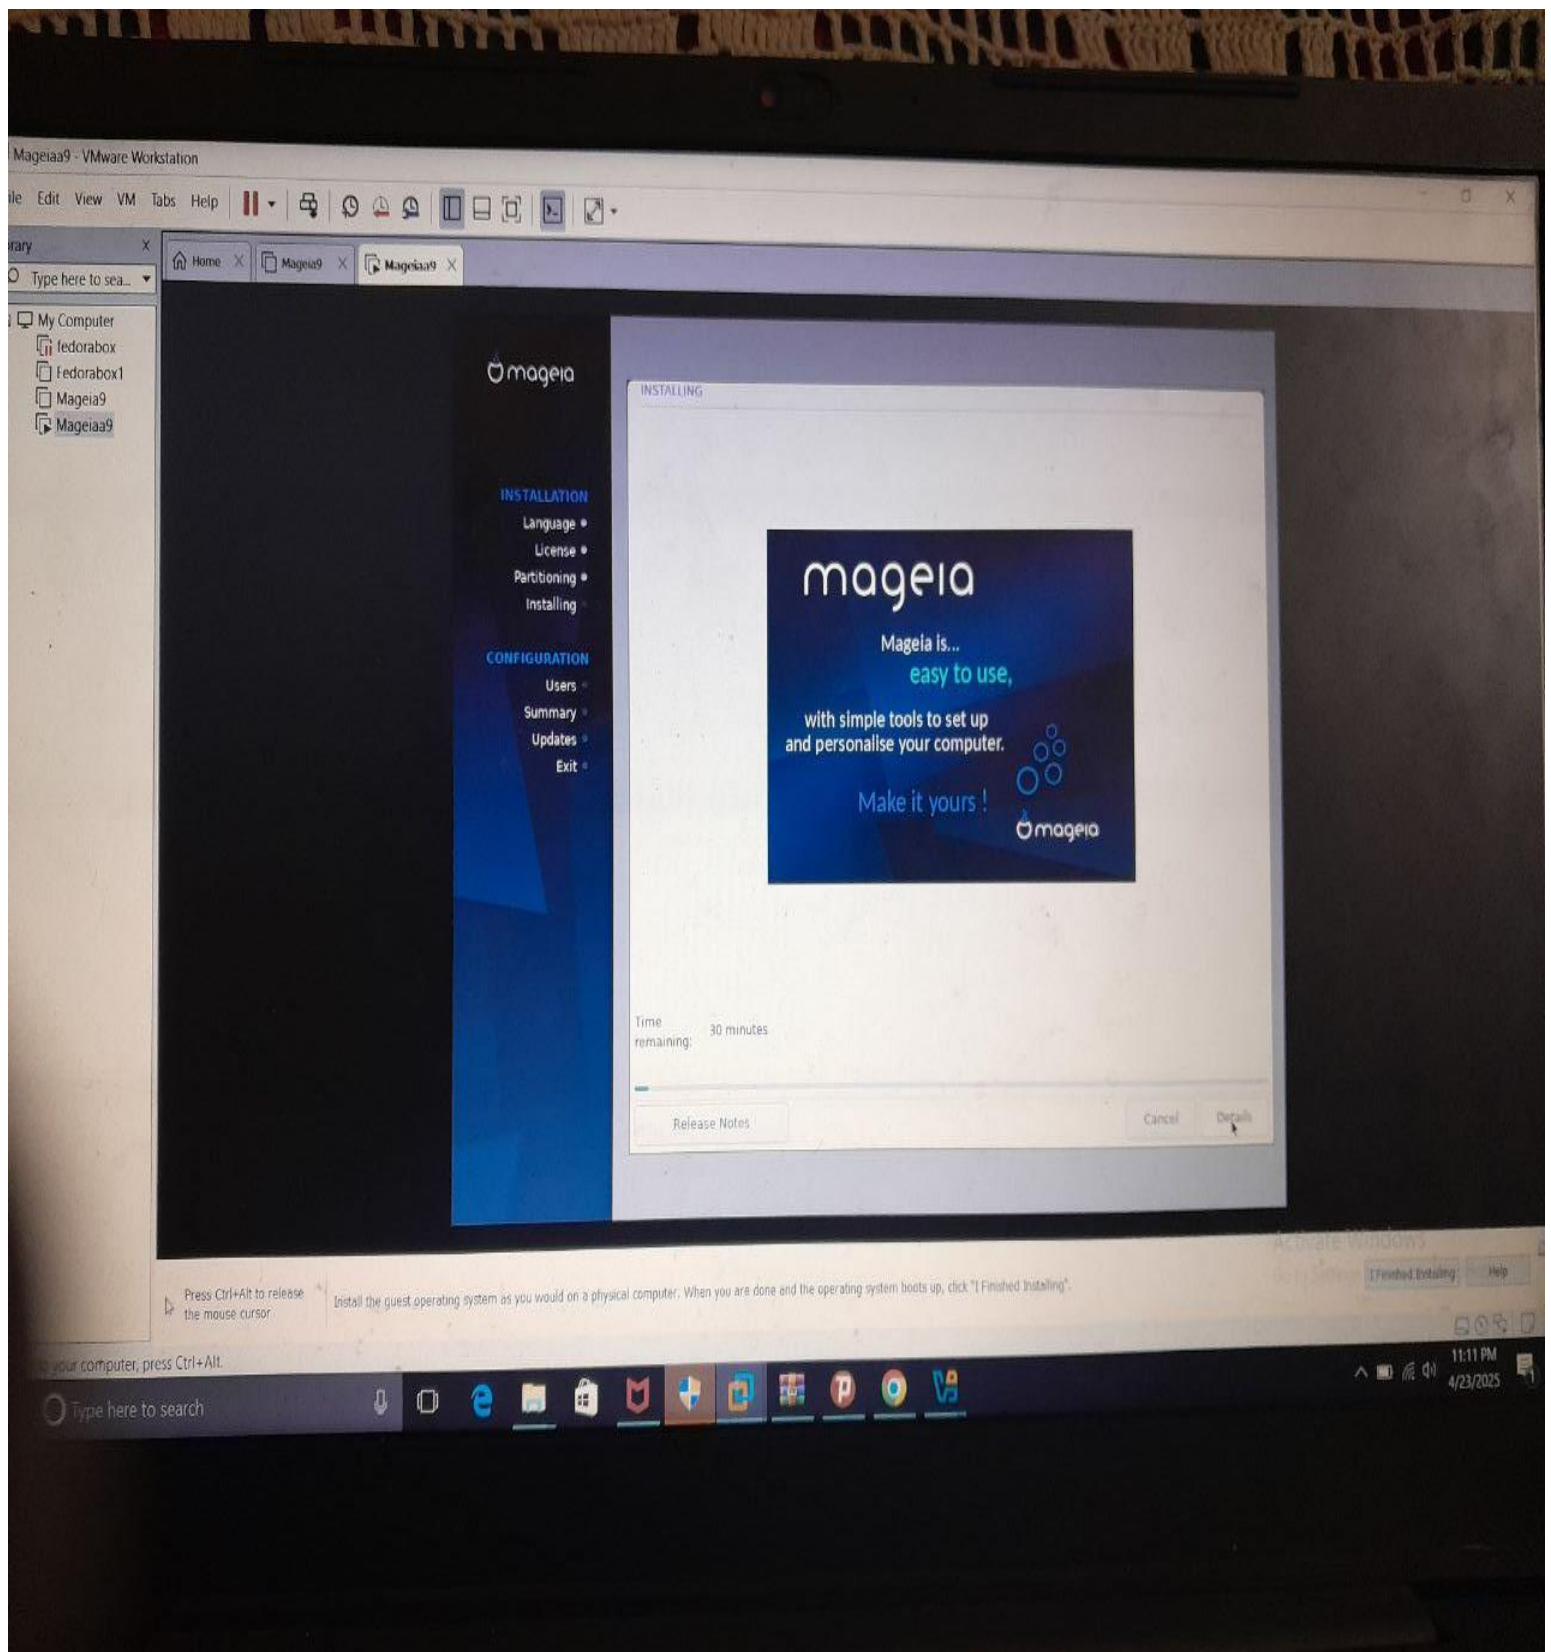 Mageiaa9 - VMware Workstation
Edit View VM Tabs Help
Type here to sea...
Home
Mageia9
Mageiaa9
My Computer
fedorabox
Fedorabox1
Mageia9
Mageiaa9
mageia
INSTALLATION
Language
License
Partitioning
Installing
CONFIGURATION
Users
Summary
Updates
Exit
INSTALLING
mageia
Mageia is...
easy to use,
with simple tools to set up
and personalise your computer.
Make it yours !
mageia
Time
remaining:
30 minutes
Release Notes
Cancel
Details
Activate Windows
Press Ctrl+Alt to release
the mouse cursor
Install the guest operating system as you would on a physical computer. When you are done and the operating system boots up, click "I Finished Installing".
I Finished Installing
Help
your computer, press Ctrl+Alt.
Type here to search
11:11 PM
4/23/2025